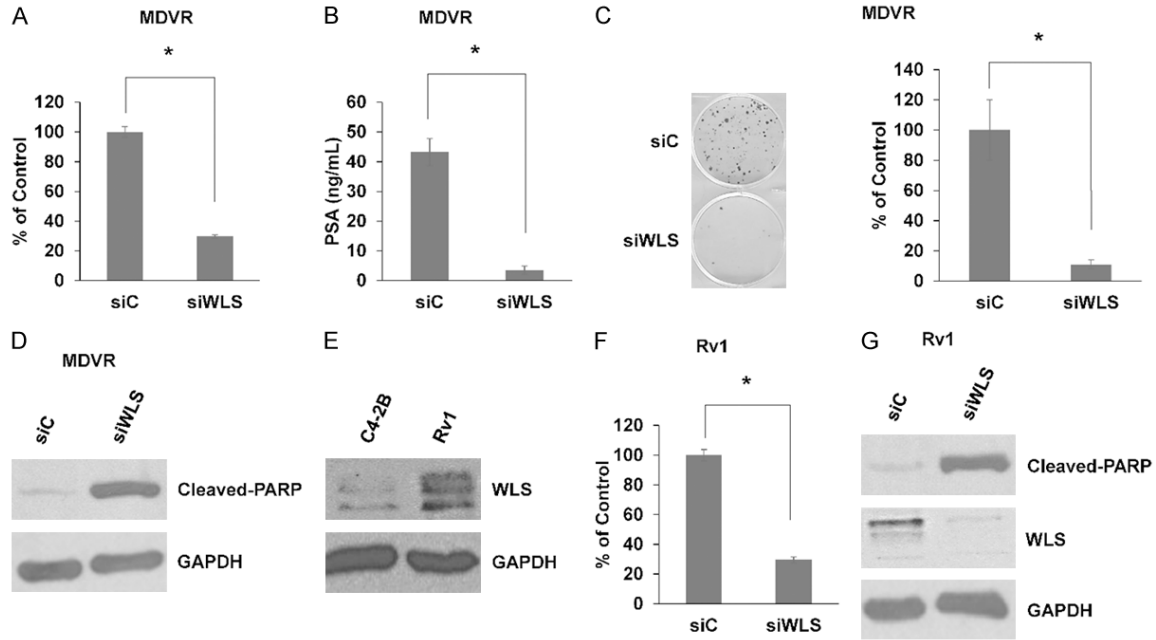 A
MDVR
*
% of Control
120
100
80
60
40
20
0
siC siWLS
B
MDVR
*
PSA (ng/mL)
60
50
40
30
20
10
0
siC siWLS
C
siC
siWLS
MDVR
*
% of Control
140
120
100
80
60
40
20
0
siC siWLS
D
MDVR
siC siWLS
Cleaved-PARP
GAPDH
E
C4-2B Rv1
WLS
GAPDH
F
Rv1
*
% of Control
120
100
80
60
40
20
0
siC siWLS
G
Rv1
siC siWLS
Cleaved-PARP
WLS
GAPDH